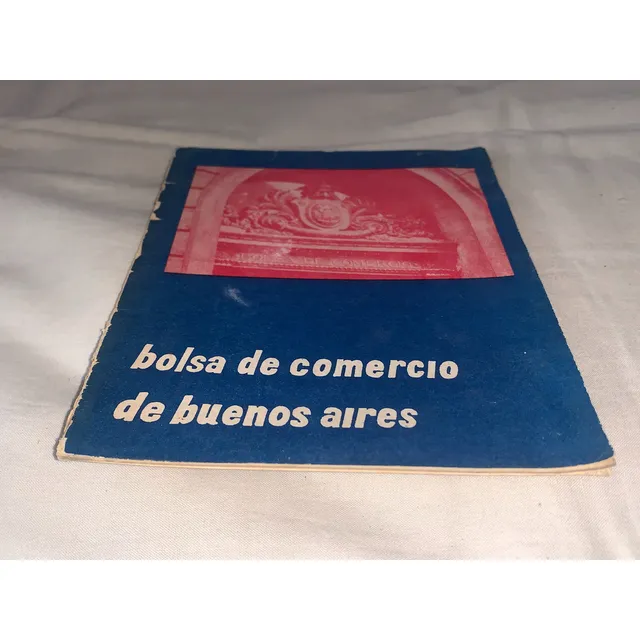 bolsa de comercio
de buenos aires